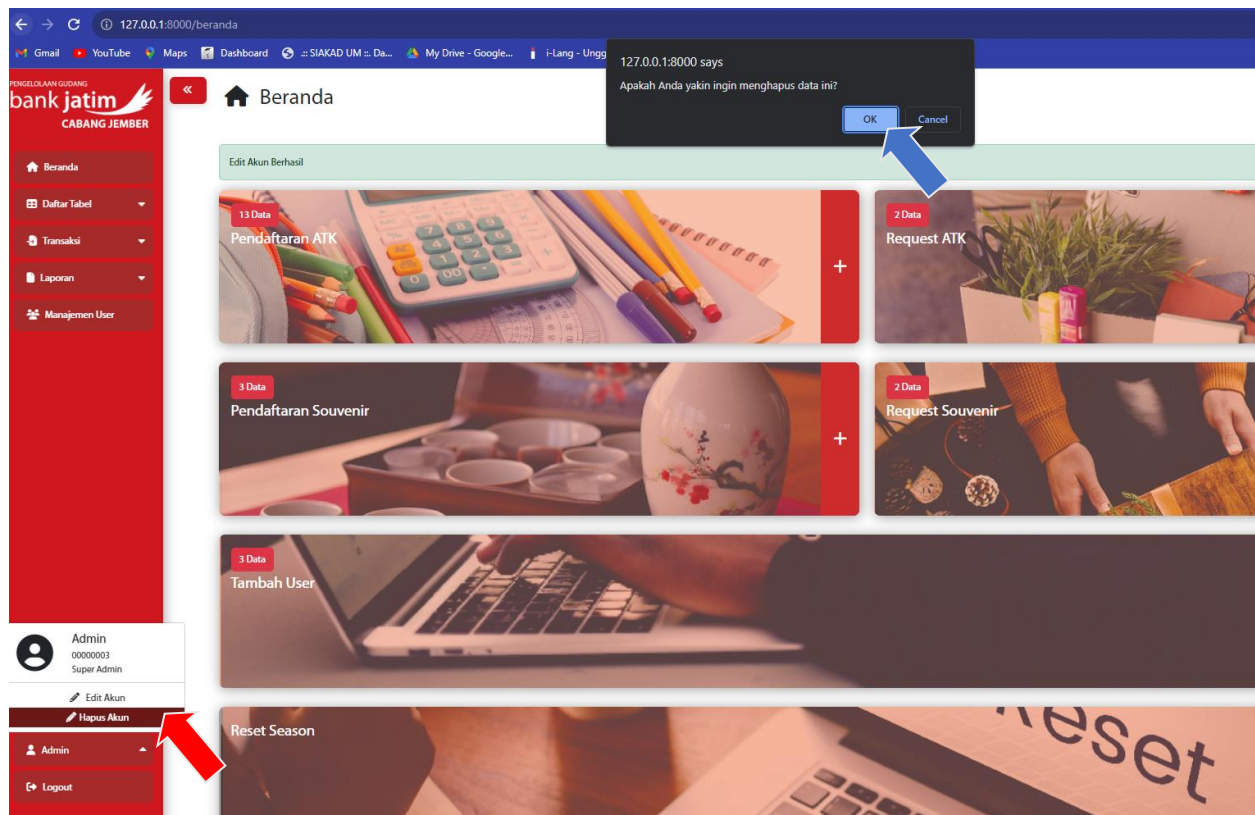 127.0.0.1:8000/beranda
Gmail YouTube Maps Dashboard .:: SIAKAD UM ::. Da... My Drive - Google... i-Lang - Ungg
127.0.0.1:8000 says
Apakah Anda yakin ingin menghapus data ini?
OK Cancel
PENGELOLAAN GUDANG
bank jatim
CABANG JEMBER
«
Beranda
Beranda
Daftar Tabel
Transaksi
Laporan
Manajemen User
Edit Akun Berhasil
13 Data
Pendaftaran ATK
+
2 Data
Request ATK
3 Data
Pendaftaran Souvenir
+
2 Data
Request Souvenir
3 Data
Tambah User
Reset Season
Reset
Admin
00000003
Super Admin
Edit Akun
Hapus Akun
Admin
Logout